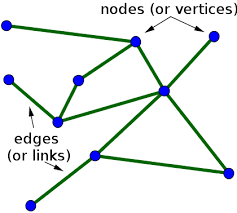 nodes (or vertices)
edges
(or links)